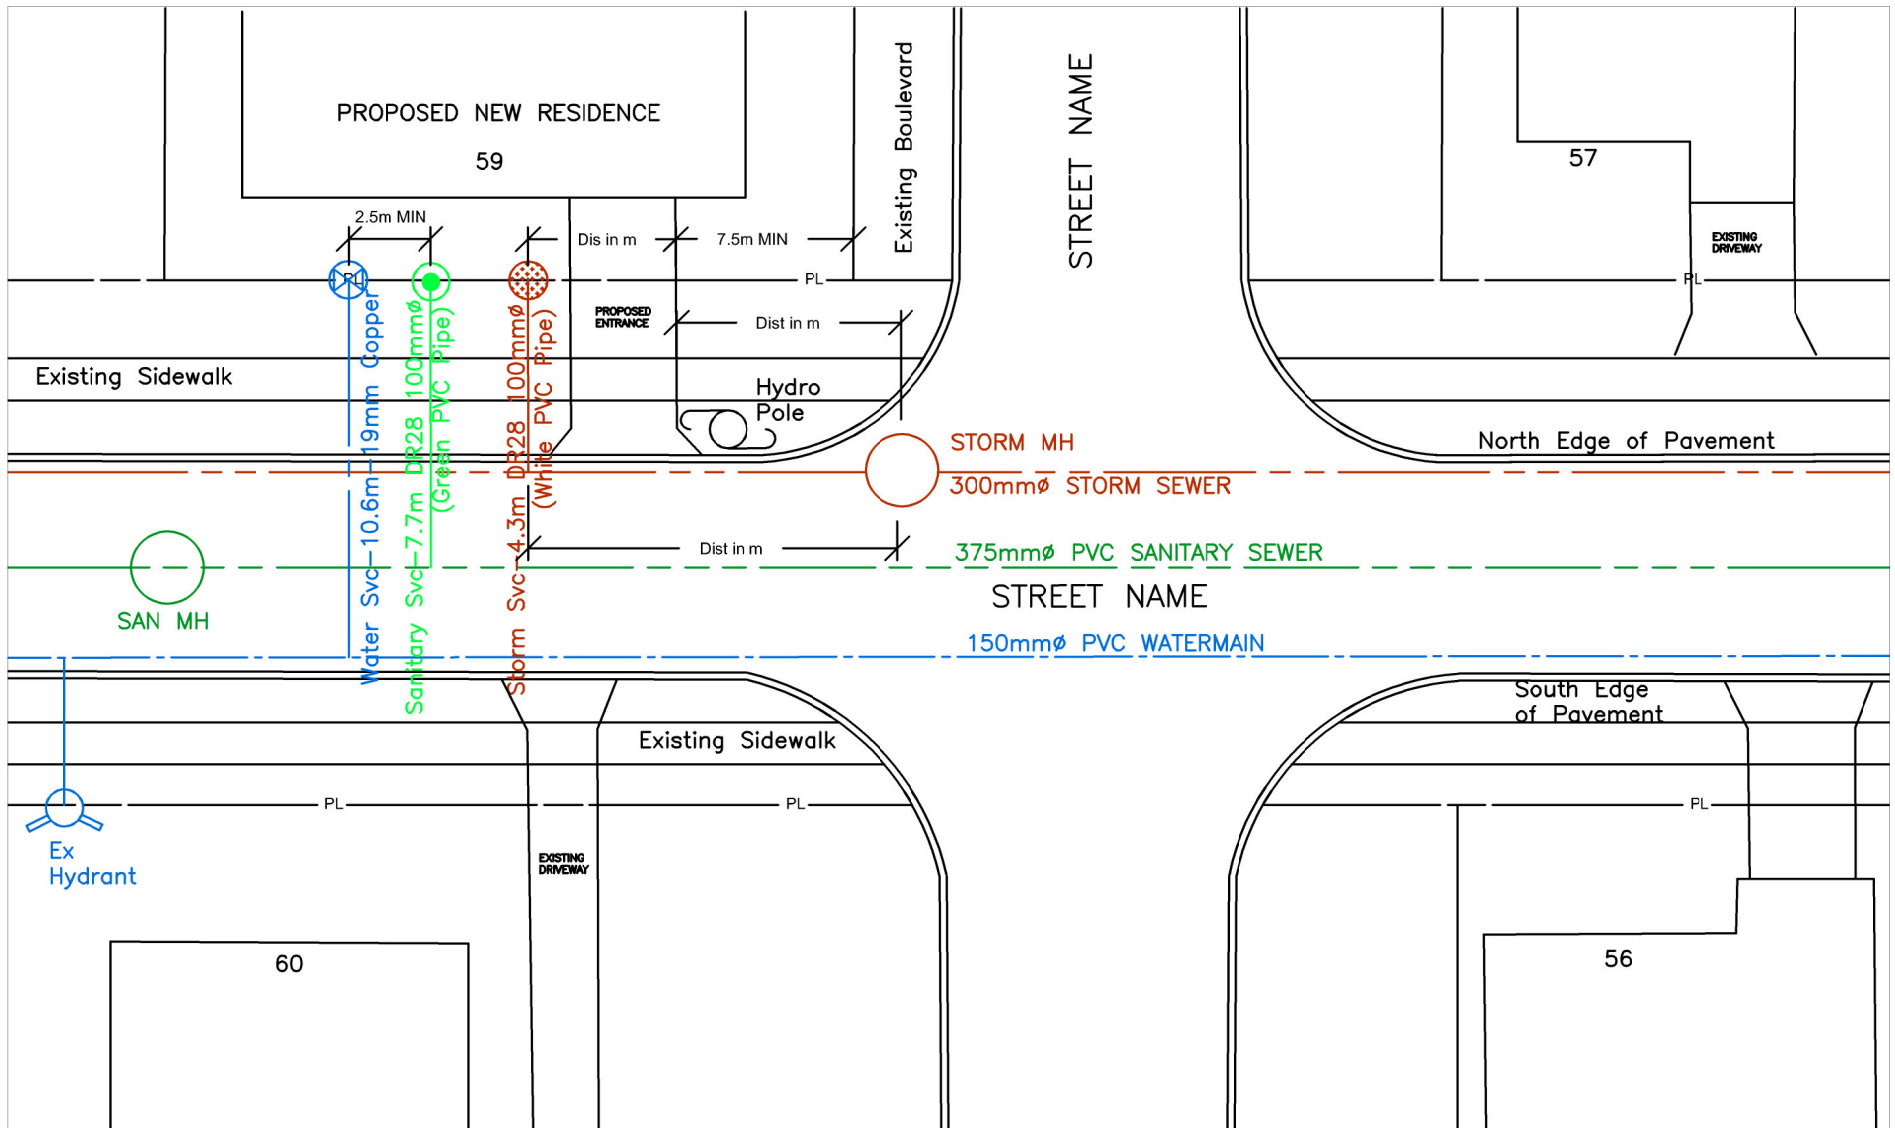 PROPOSED NEW RESIDENCE
59
2.5m MIN
Dis in m
7.5m MIN
Existing Boulevard
STREET NAME
57
EXISTING
DRIVEWAY
PL
PL
PL
PROPOSED
ENTRANCE
Dist in m
Existing Sidewalk
Hydro
Pole
Water Svc-10.6m-19mm Copper
Sanitary Svc-7.7m DR28 100mmø
(Green PVC Pipe)
Storm Svc-4.3m DR28 100mmø
(White PVC Pipe)
STORM MH
300mmø STORM SEWER
North Edge of Pavement
Dist in m
375mmø PVC SANITARY SEWER
STREET NAME
SAN MH
150mmø PVC WATERMAIN
South Edge
of Pavement
Existing Sidewalk
PL
PL
PL
Ex
Hydrant
EXISTING
DRIVEWAY
60
56